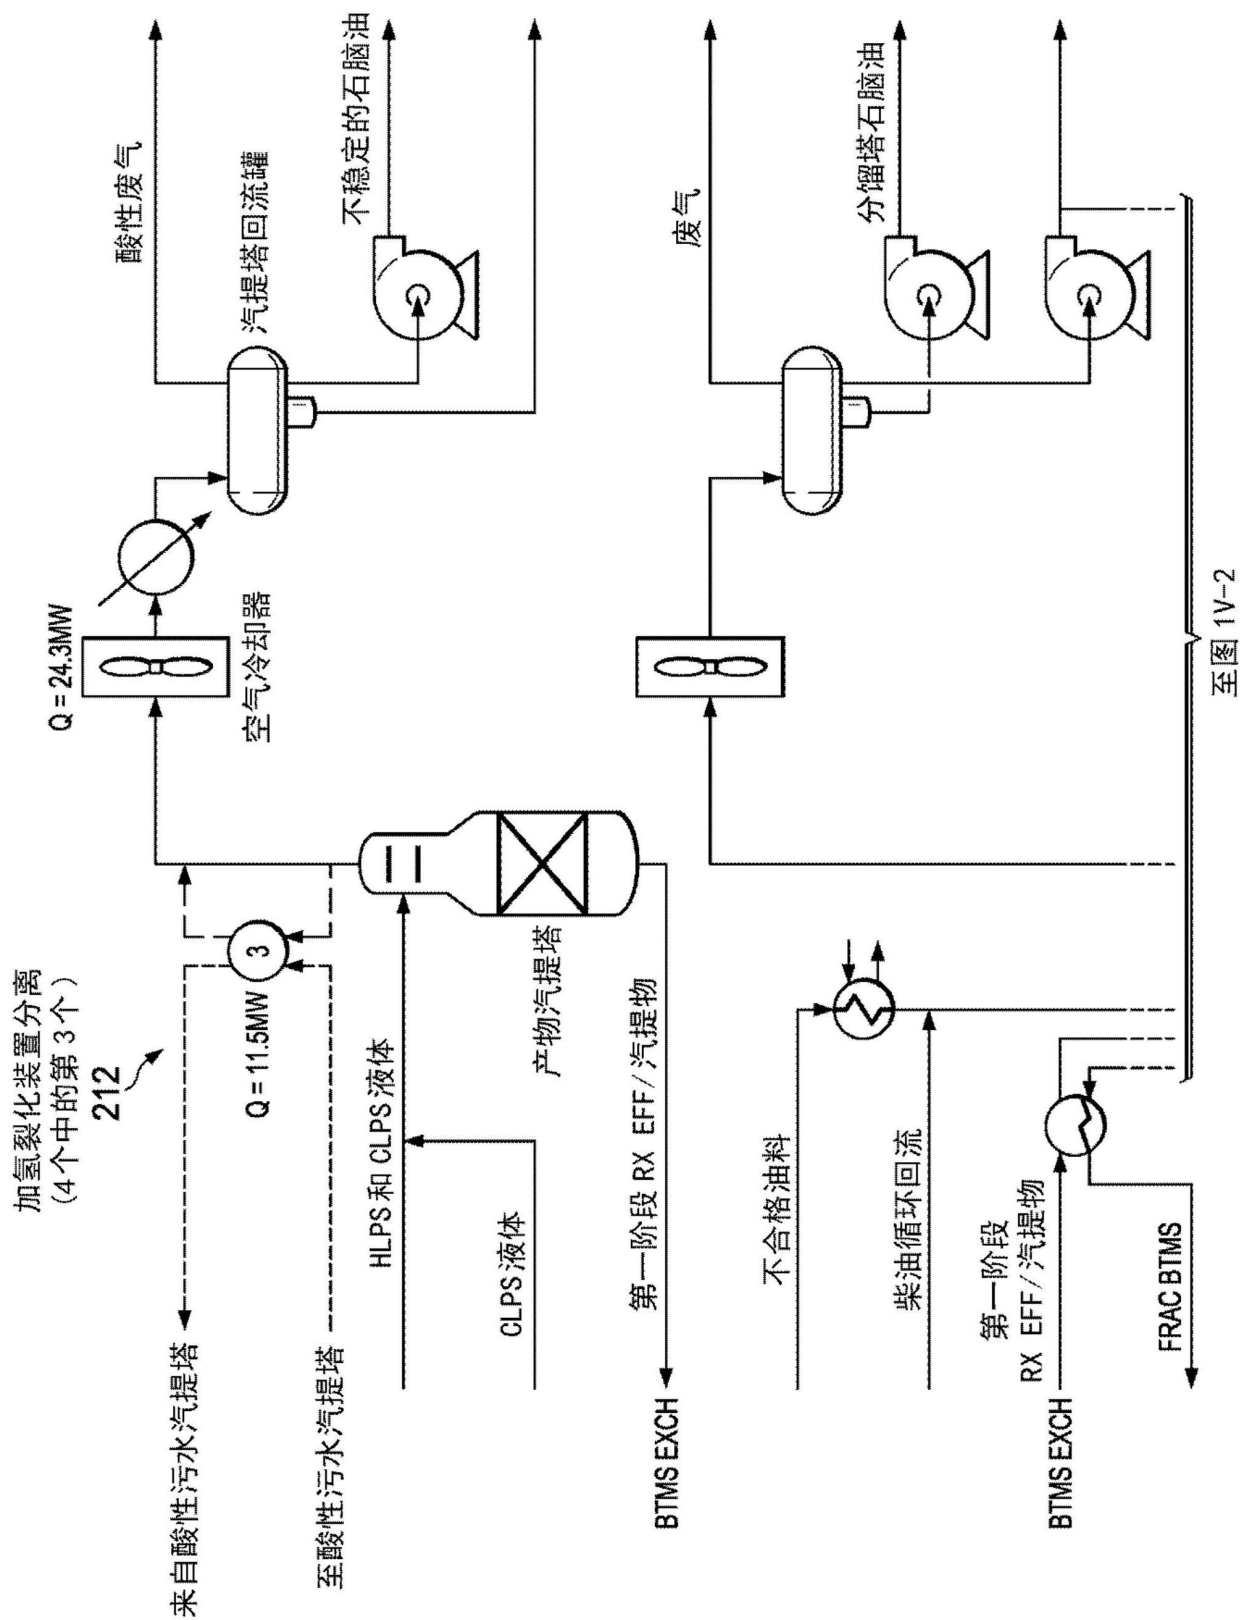 加氢裂化装置分离
(4个中的第3个)
212
来自酸性污水汽提塔
至酸性污水汽提塔
Q = 11.5MW
3
Q = 24.3MW
空气冷却器
酸性废气
汽提塔回流罐
不稳定的石脑油
HLPS 和 CLPS 液体
CLPS 液体
产物汽提塔
第一阶段 RX EFF/汽提物
BTMS EXCH
废气
分馏塔石脑油
不合格油料
柴油循环回流
第一阶段
RX EFF/汽提物
BTMS EXCH
FRAC BTMS
至图 1V-2